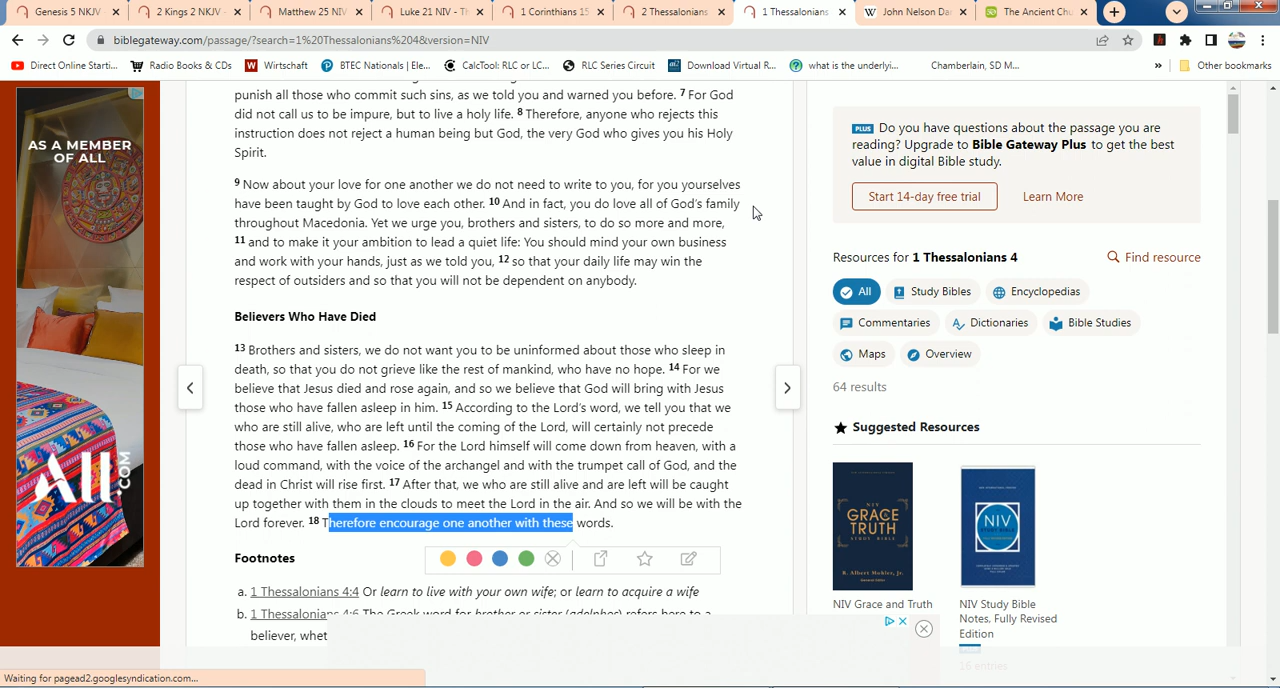 Genesis 5 NKJV
2 Kings 2 NKJV -
Matthew 25 NIV
Luke 21 NIV - Th
1 Corinthians 15
2 Thessalonians
1 Thessalonians
John Nelson Da
The Ancient Chu
biblegateway.com/passage/?search=1%20Thessalonians%204&version=NIV
Direct Online Starti...
Radio Books & CDs
Wirtschaft
BTEC Nationals | Ele...
CalcTool: RLC or LC...
RLC Series Circuit
Download Virtual R...
what is the underlyi...
Chamberlain, SD M...
»
Other bookmarks
AS A MEMBER
OF ALL
ALL.COM
punish all those who commit such sins, as we told you and warned you before. 7 For God
did not call us to be impure, but to live a holy life. 8 Therefore, anyone who rejects this
instruction does not reject a human being but God, the very God who gives you his Holy
Spirit.
9 Now about your love for one another we do not need to write to you, for you yourselves
have been taught by God to love each other. 10 And in fact, you do love all of God's family
throughout Macedonia. Yet we urge you, brothers and sisters, to do so more and more,
11 and to make it your ambition to lead a quiet life: You should mind your own business
and work with your hands, just as we told you, 12 so that your daily life may win the
respect of outsiders and so that you will not be dependent on anybody.
Believers Who Have Died
13 Brothers and sisters, we do not want you to be uninformed about those who sleep in
death, so that you do not grieve like the rest of mankind, who have no hope. 14 For we
believe that Jesus died and rose again, and so we believe that God will bring with Jesus
those who have fallen asleep in him. 15 According to the Lord's word, we tell you that we
who are still alive, who are left until the coming of the Lord, will certainly not precede
those who have fallen asleep. 16 For the Lord himself will come down from heaven, with a
loud command, with the voice of the archangel and with the trumpet call of God, and the
dead in Christ will rise first. 17 After that, we who are still alive and are left will be caught
up together with them in the clouds to meet the Lord in the air. And so we will be with the
Lord forever. 18 Therefore encourage one another with these words.
Footnotes
a. 1 Thessalonians 4:4 Or learn to live with your own wife; or learn to acquire a wife
b. 1 Thessalonians 4:6 The Greek word for brother or sister (adelphos) refers here to a
believer, whet
PLUS Do you have questions about the passage you are
reading? Upgrade to Bible Gateway Plus to get the best
value in digital Bible study.
Start 14-day free trial
Learn More
Resources for 1 Thessalonians 4
Find resource
All
Study Bibles
Encyclopedias
Commentaries
Dictionaries
Bible Studies
Maps
Overview
64 results
Suggested Resources
NIV
GRACE
TRUTH
STUDY BIBLE
R. Albert Mohler, Jr.
NIV
NIV Grace and Truth
NIV Study Bible
Notes, Fully Revised
Edition
16 entries
Waiting for pagead2.googlesyndication.com...